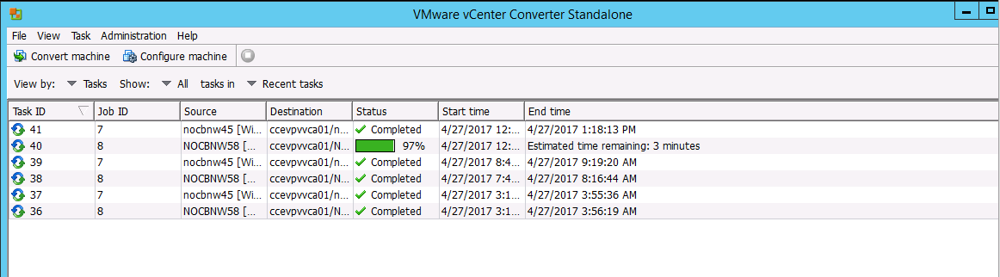 VMware vCenter Converter Standalone
File View Task Administration Help
Convert machine Configure machine
View by: Tasks Show: All tasks in Recent tasks
Task ID Job ID Source Destination Status Start time End time
41 7 nocbnw45 [Wi... ccevpvvca01/n... Completed 4/27/2017 12:... 4/27/2017 1:18:13 PM
40 8 NOCBNW58 [... ccevpvvca01/N... 97% 4/27/2017 12:... Estimated time remaining: 3 minutes
39 7 nocbnw45 [Wi... ccevpvvca01/n... Completed 4/27/2017 8:4... 4/27/2017 9:19:20 AM
38 8 NOCBNW58 [... ccevpvvca01/N... Completed 4/27/2017 7:4... 4/27/2017 8:16:44 AM
37 7 nocbnw45 [Wi... ccevpvvca01/n... Completed 4/27/2017 3:1... 4/27/2017 3:55:36 AM
36 8 NOCBNW58 [... ccevpvvca01/N... Completed 4/27/2017 3:1... 4/27/2017 3:56:19 AM